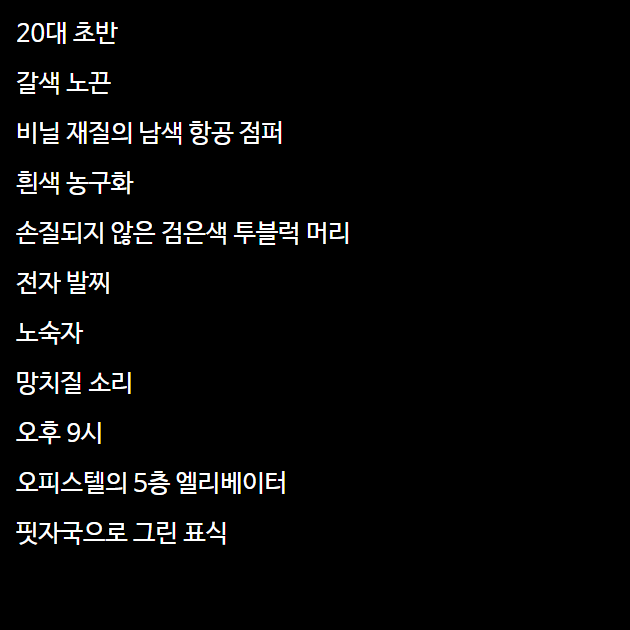 20대 초반
갈색 노끈
비닐 재질의 남색 항공 점퍼
흰색 농구화
손질되지 않은 검은색 투블럭 머리
전자 발찌
노숙자
망치질 소리
오후 9시
오피스텔의 5층 엘리베이터
핏자국으로 그린 표식